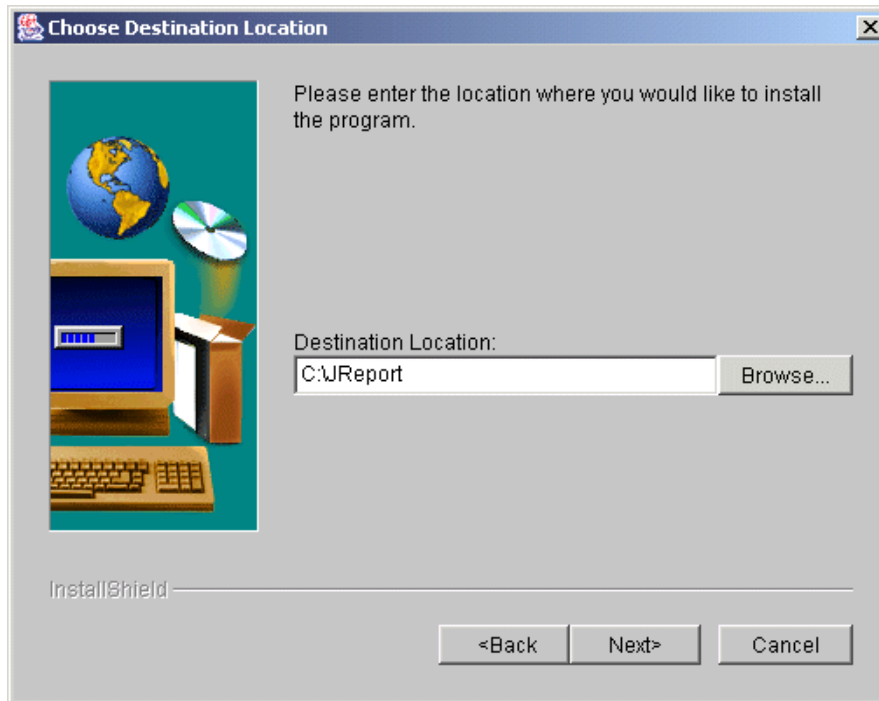 Choose Destination Location
Please enter the location where you would like to install
the program.
Destination Location:
C:\JReport
Browse...
InstallShield
<Back
Next>
Cancel